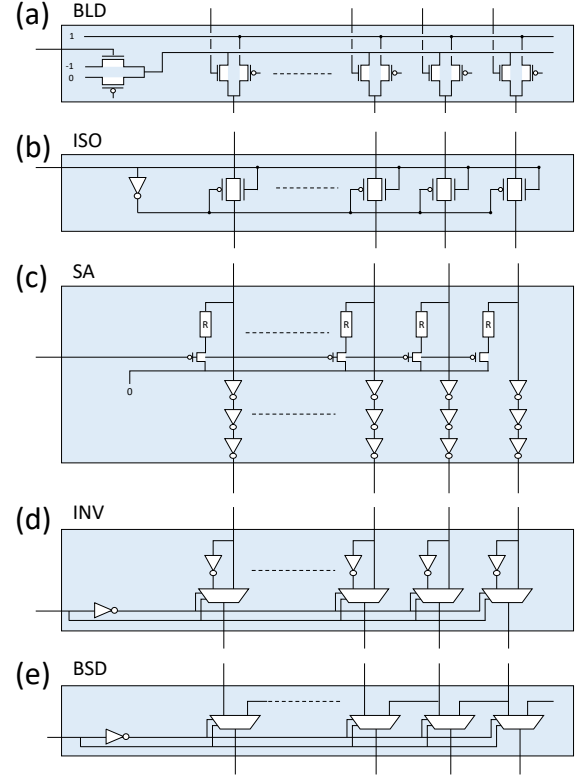 (a) BLD
1
-1
0
(b) ISO
(c) SA
R R R R
0
(d) INV
(e) BSD